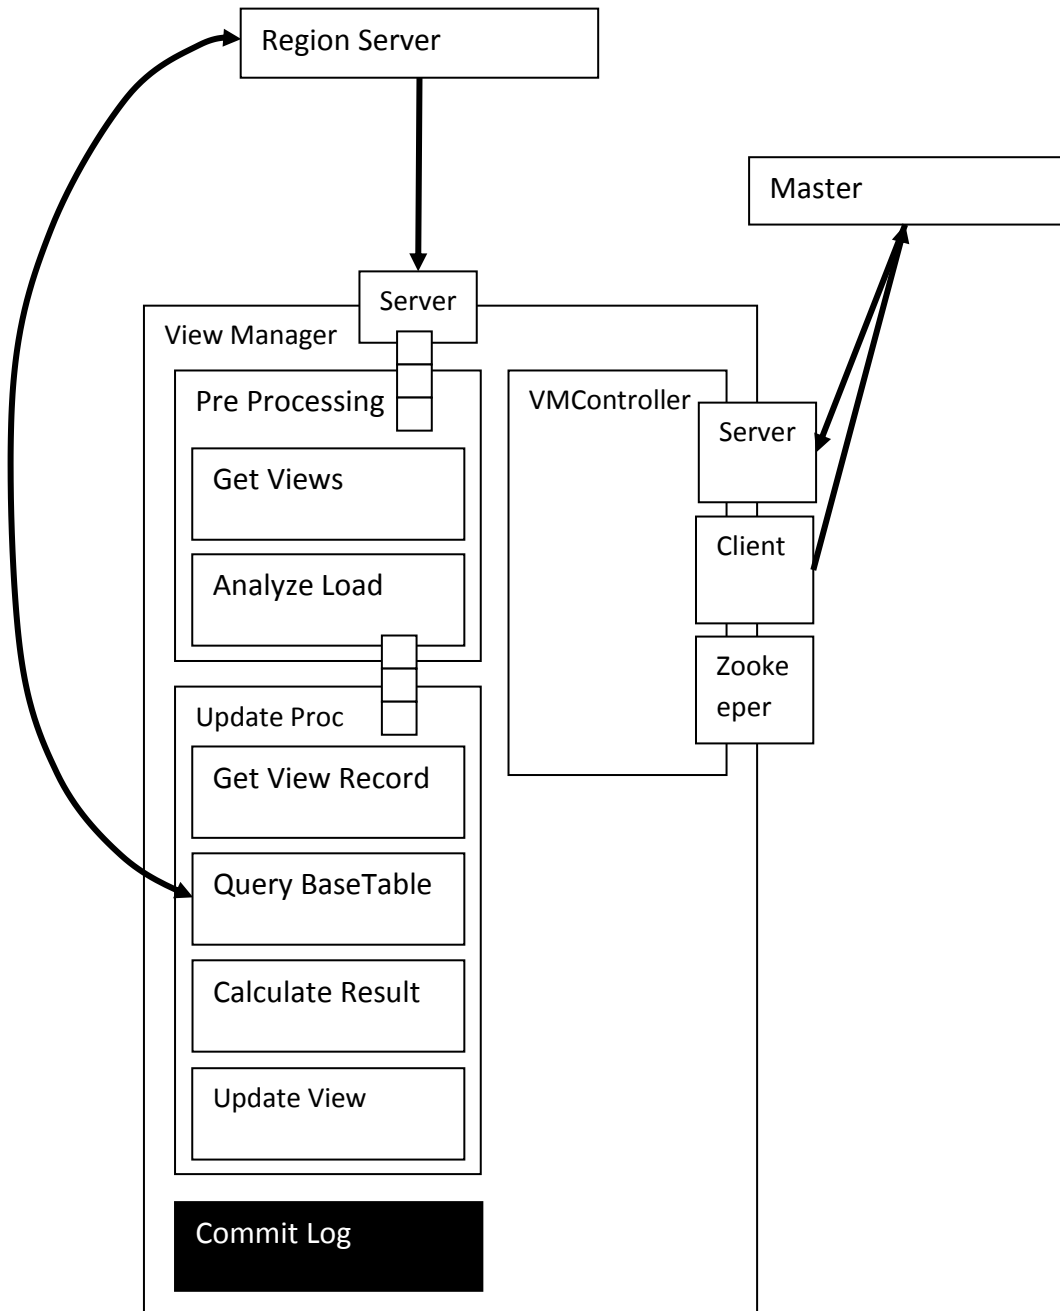 Region Server
Master
Server
View Manager
Pre Processing
VMController
Server
Get Views
Client
Analyze Load
Zooke
eper
Update Proc
Get View Record
Query BaseTable
Calculate Result
Update View
Commit Log